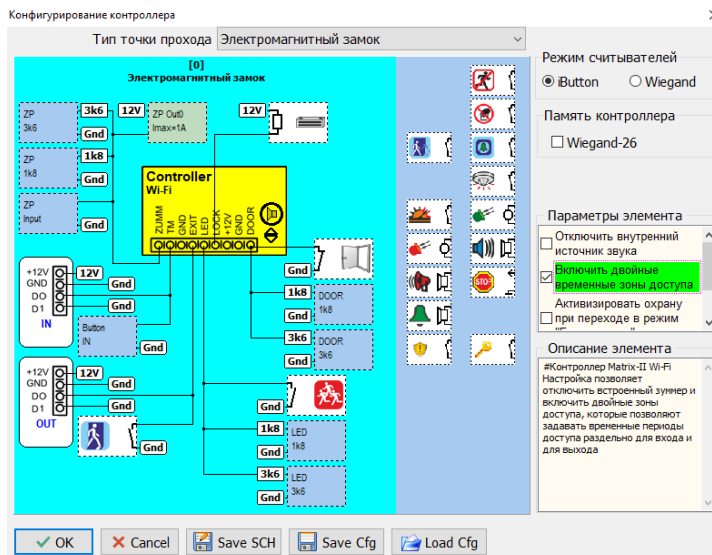 Конфигурирование контроллера
Тип точки прохода Электромагнитный замок
[0]
Электромагнитный замок
ZP
3k6
3k6
Gnd
12V
ZP Out0
Imax=1A
12V
ZP
1k8
1k8
Gnd
ZP
Input
Gnd
Controller
Wi-Fi
ZUMM
TM
GND
EXIT
LED
LOCK
+12V
GND
DOOR
+12V
GND
DO
D1
IN
12V
Gnd
Button
IN
Gnd
Gnd
1k8
Gnd
DOOR
1k8
3k6
Gnd
DOOR
3k6
+12V
GND
DO
D1
OUT
12V
Gnd
Gnd
Gnd
1k8
Gnd
LED
1k8
3k6
Gnd
LED
3k6
STOP
Режим считывателей
iButton Wiegand
Память контроллера
Wiegand-26
Параметры элемента
Отключить внутренний
источник звука
Включить двойные
временные зоны доступа
Активизировать охрану
при переходе в режим
Описание элемента
#Контроллер Matrix-II Wi-Fi
Настройка позволяет
отключить встроенный зуммер и
включить двойные зоны
доступа, которые позволяют
задавать временные периоды
доступа раздельно для входа и
для выхода
OK Cancel Save SCH Save Cfg Load Cfg